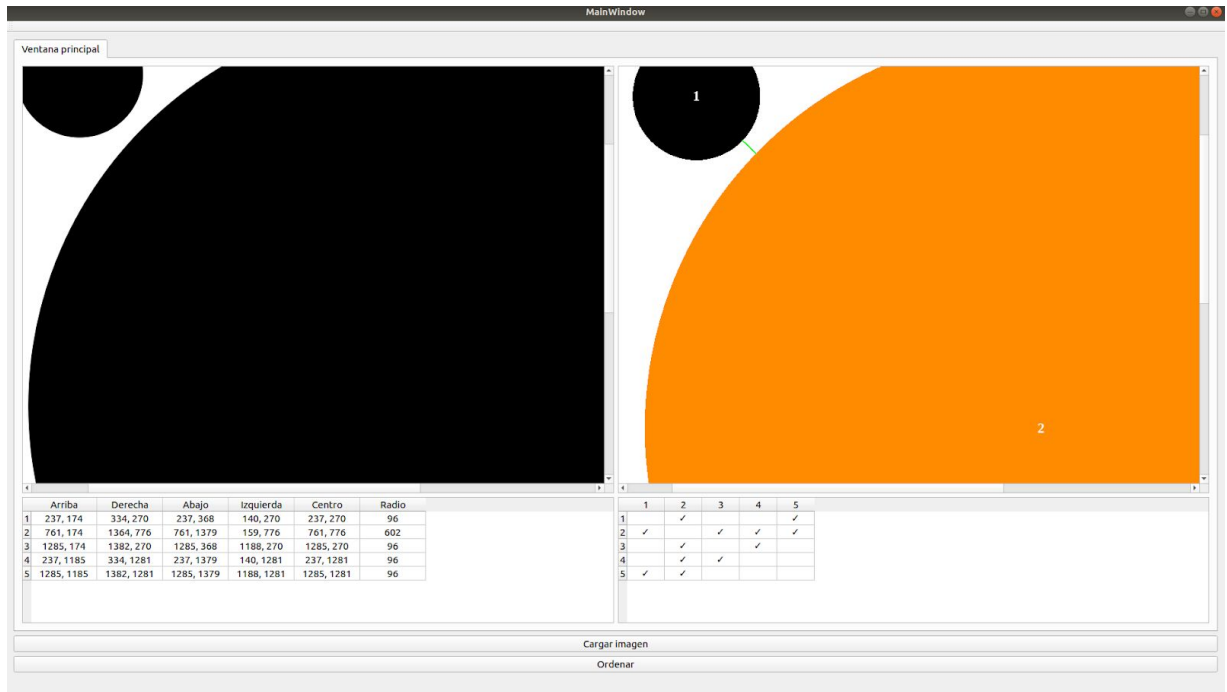 MainWindow
Ventana principal
1
2
Arriba Derecha Abajo Izquierda Centro Radio
1 237, 174 334, 270 237, 368 140, 270 237, 270 96
2 761, 174 1364, 776 761, 1379 159, 776 761, 776 602
3 1285, 174 1382, 270 1285, 368 1188, 270 1285, 270 96
4 237, 1185 334, 1281 237, 1379 140, 1281 237, 1281 96
5 1285, 1185 1382, 1281 1285, 1379 1188, 1281 1285, 1281 96
1 2 3 4 5
1 ✓ ✓
2 ✓ ✓ ✓ ✓
3 ✓ ✓
4 ✓ ✓
5 ✓ ✓
Cargar imagen
Ordenar